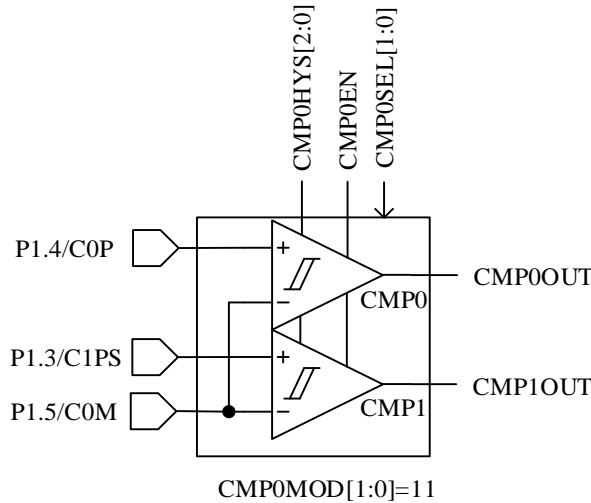 CMP0HYS[2:0]
CMP0EN
CMP0SEL[1:0]
P1.4/C0P
+
−
CMP0
CMP0OUT
P1.3/C1PS
+
P1.5/C0M
−
CMP1
CMP1OUT
CMP0MOD[1:0]=11